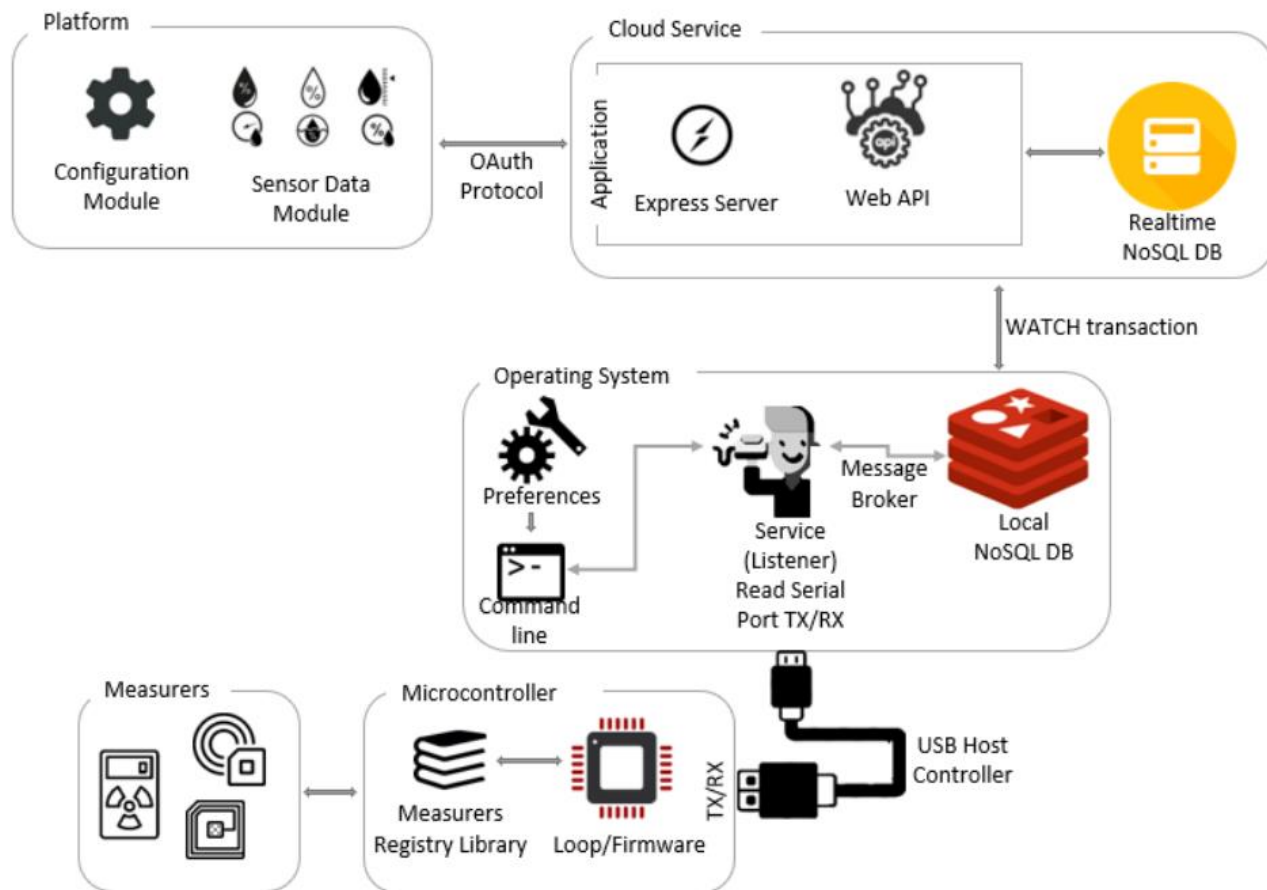 Platform
Configuration
Module
Sensor Data
Module
OAuth
Protocol
Cloud Service
Application
Express Server
api
Web API
Realtime
NoSQL DB
WATCH transaction
Operating System
Preferences
>-
Command
line
Service
(Listener)
Read Serial
Port TX/RX
Message
Broker
Local
NoSQL DB
Measurers
Microcontroller
Measurers
Registry Library
Loop/Firmware
TX/RX
USB Host
Controller
%
%
%